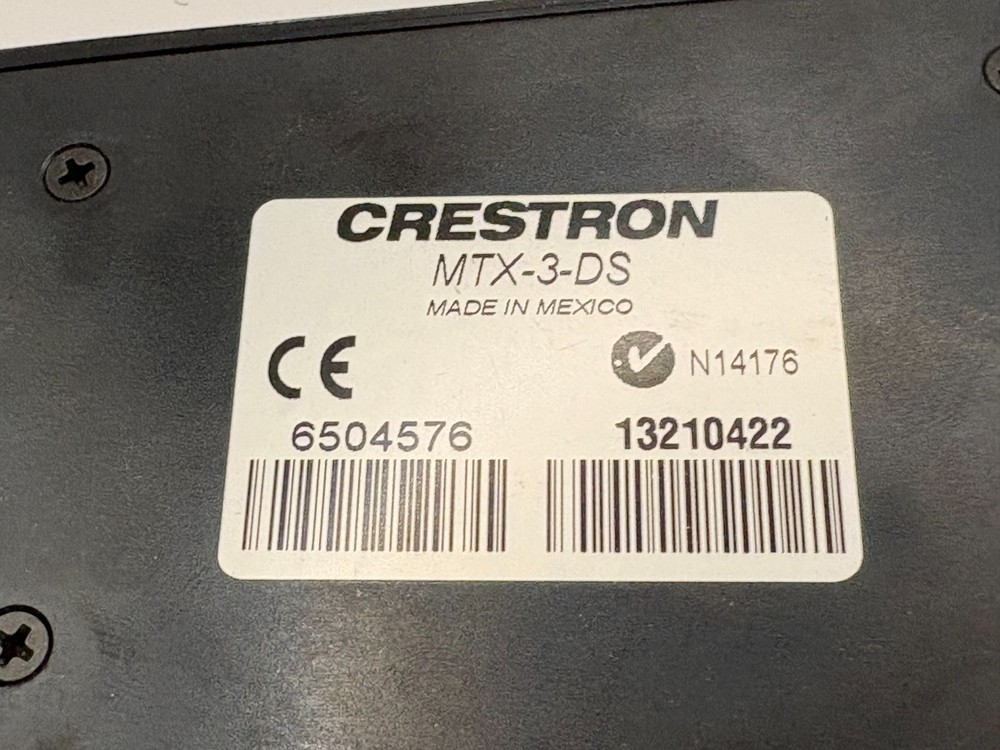 CRESTRON
MTX-3-DS
MADE IN MEXICO
CE N14176
6504576 13210422